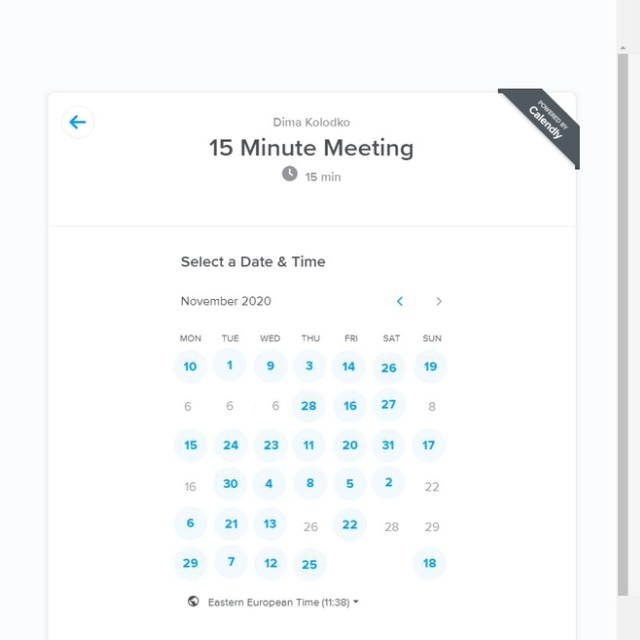 POWERED BY
Calendly
Dima Kolodko
15 Minute Meeting
15 min
Select a Date & Time
November 2020
MON TUE WED THU FRI SAT SUN
10 1 9 3 14 26 19
6 6 6 28 16 27 8
15 24 23 11 20 31 17
16 30 4 8 5 2 22
6 21 13 26 22 28 29
29 7 12 25 18
Eastern European Time (11:38)